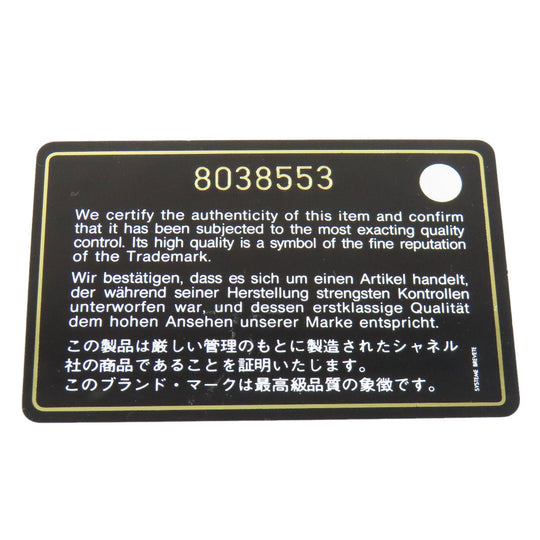 8038553
We certify the authenticity of this item and confirm
that it has been subjected to the most exacting quality
control. Its high quality is a symbol of the fine reputation
of the Trademark.
Wir bestätigen, dass es sich um einen Artikel handelt,
der während seiner Herstellung strengsten Kontrollen
unterworfen war, und dessen erstklassige Qualität
dem hohen Ansehen unserer Marke entspricht.
この製品は厳しい管理のもとに製造されたシャネル
社の商品であることを証明いたします。
このブランド・マークは最高級品質の象徴です。
SYSTEME BREVETE